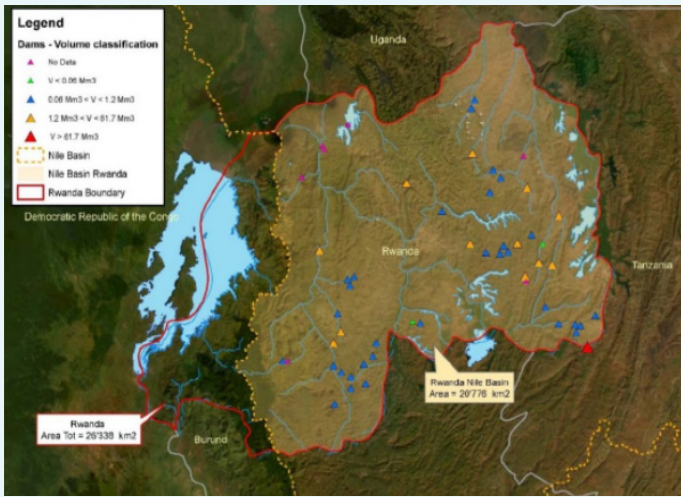 Legend
Dams - Volume classification
No Data
V < 0.06 Mm3
0.06 Mm3 < V < 1.2 Mm3
1.2 Mm3 < V < 61.7 Mm3
V > 61.7 Mm3
Nile Basin
Nile Basin Rwanda
Rwanda Boundary
Uganda
Democratic Republic of the Congo
Rwanda
Tanzania
Rwanda Nile Basin
Area = 20'776 km2
Rwanda
Area Tot = 26'338 km2
Burund